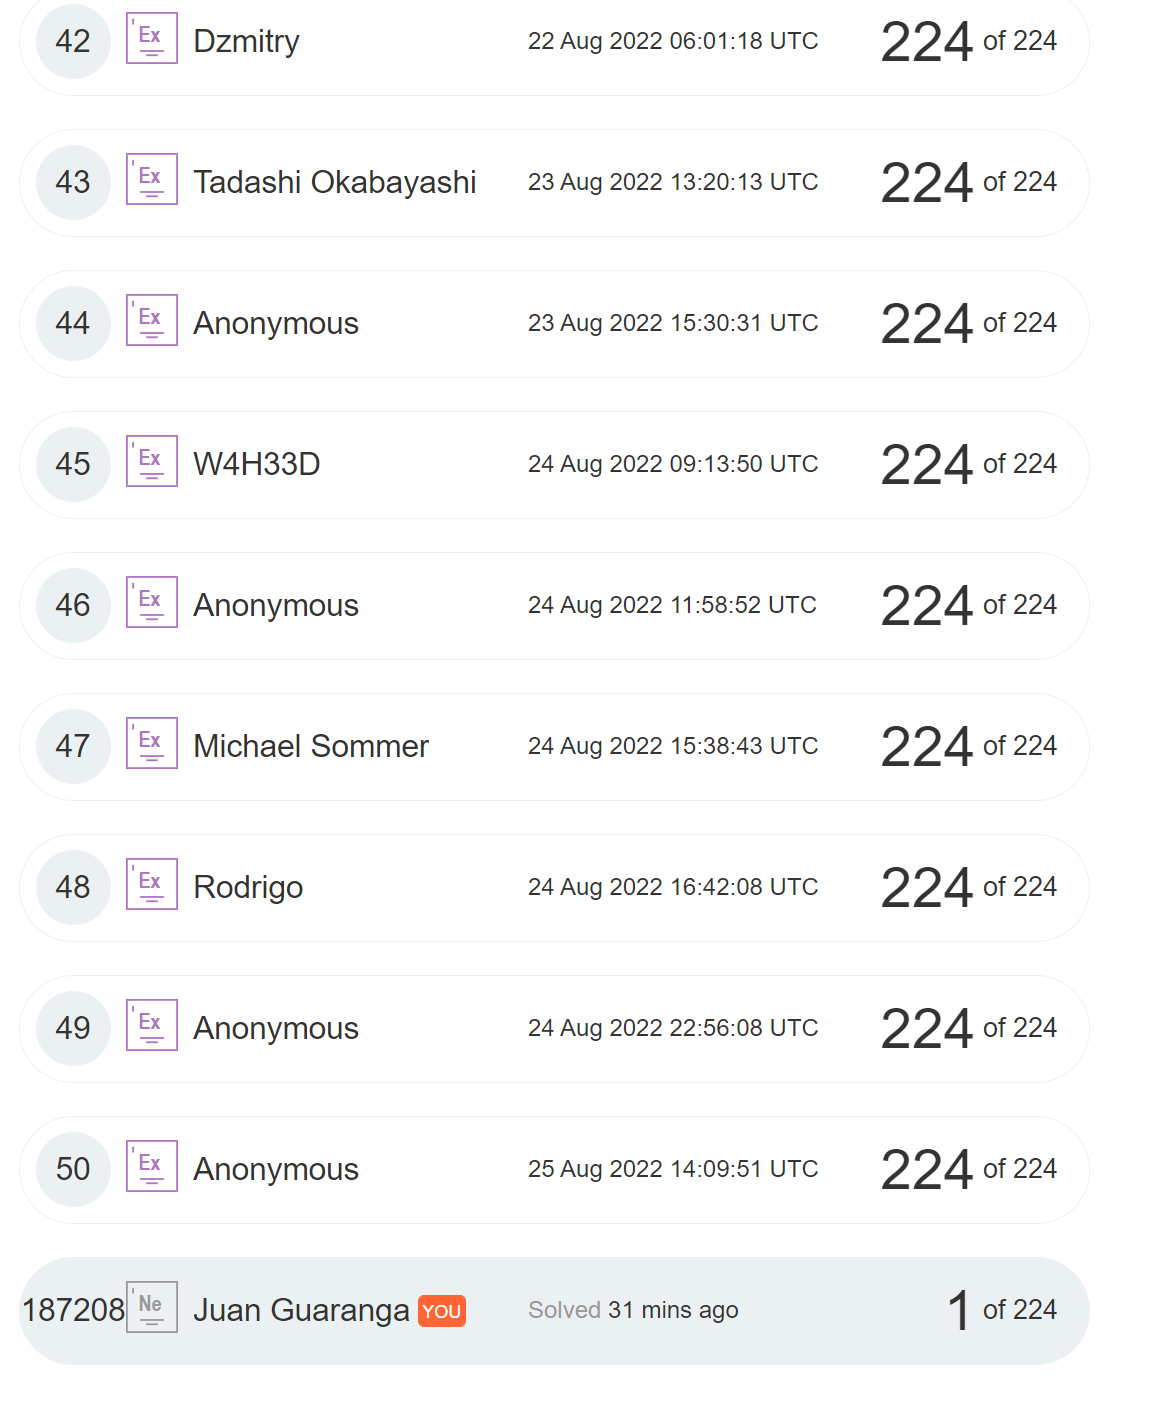 42 Ex Dzmitry 22 Aug 2022 06:01:18 UTC 224 of 224
43 Ex Tadashi Okabayashi 23 Aug 2022 13:20:13 UTC 224 of 224
44 Ex Anonymous 23 Aug 2022 15:30:31 UTC 224 of 224
45 Ex W4H33D 24 Aug 2022 09:13:50 UTC 224 of 224
46 Ex Anonymous 24 Aug 2022 11:58:52 UTC 224 of 224
47 Ex Michael Sommer 24 Aug 2022 15:38:43 UTC 224 of 224
48 Ex Rodrigo 24 Aug 2022 16:42:08 UTC 224 of 224
49 Ex Anonymous 24 Aug 2022 22:56:08 UTC 224 of 224
50 Ex Anonymous 25 Aug 2022 14:09:51 UTC 224 of 224
187208 Ne Juan Guaranga YOU Solved 31 mins ago 1 of 224